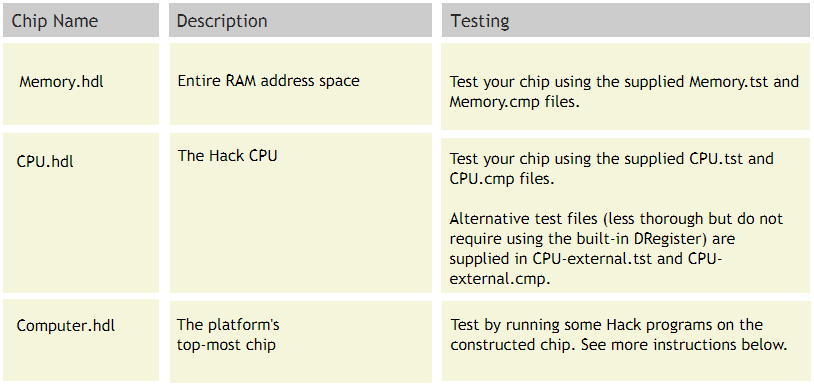 Chip Name
Description
Testing
Memory.hdl
Entire RAM address space
Test your chip using the supplied Memory.tst and
Memory.cmp files.
CPU.hdl
The Hack CPU
Test your chip using the supplied CPU.tst and
CPU.cmp files.
Alternative test files (less thorough but do not
require using the built-in DRegister) are
supplied in CPU-external.tst and CPU-
external.cmp.
Computer.hdl
The platform's
top-most chip
Test by running some Hack programs on the
constructed chip. See more instructions below.